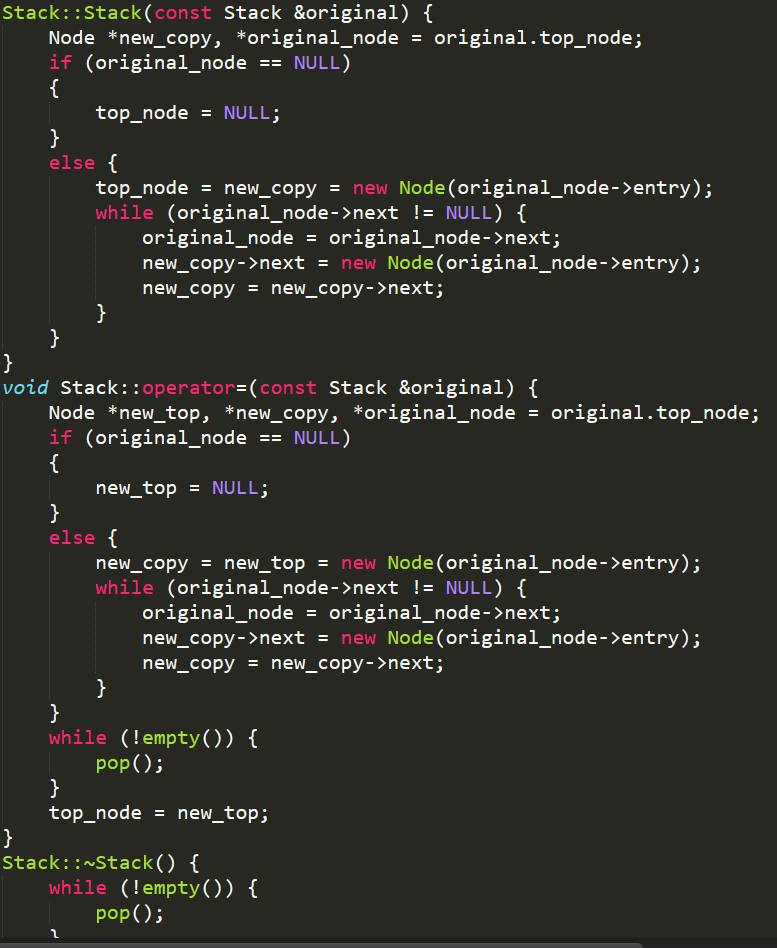 Stack::Stack(const Stack &original) {
    Node *new_copy, *original_node = original.top_node;
    if (original_node == NULL)
    {
        top_node = NULL;
    }
    else {
        top_node = new_copy = new Node(original_node->entry);
        while (original_node->next != NULL) {
            original_node = original_node->next;
            new_copy->next = new Node(original_node->entry);
            new_copy = new_copy->next;
        }
    }
}
void Stack::operator=(const Stack &original) {
    Node *new_top, *new_copy, *original_node = original.top_node;
    if (original_node == NULL)
    {
        new_top = NULL;
    }
    else {
        new_copy = new_top = new Node(original_node->entry);
        while (original_node->next != NULL) {
            original_node = original_node->next;
            new_copy->next = new Node(original_node->entry);
            new_copy = new_copy->next;
        }
    }
    while (!empty()) {
        pop();
    }
    top_node = new_top;
}
Stack::~Stack() {
    while (!empty()) {
        pop();
    }